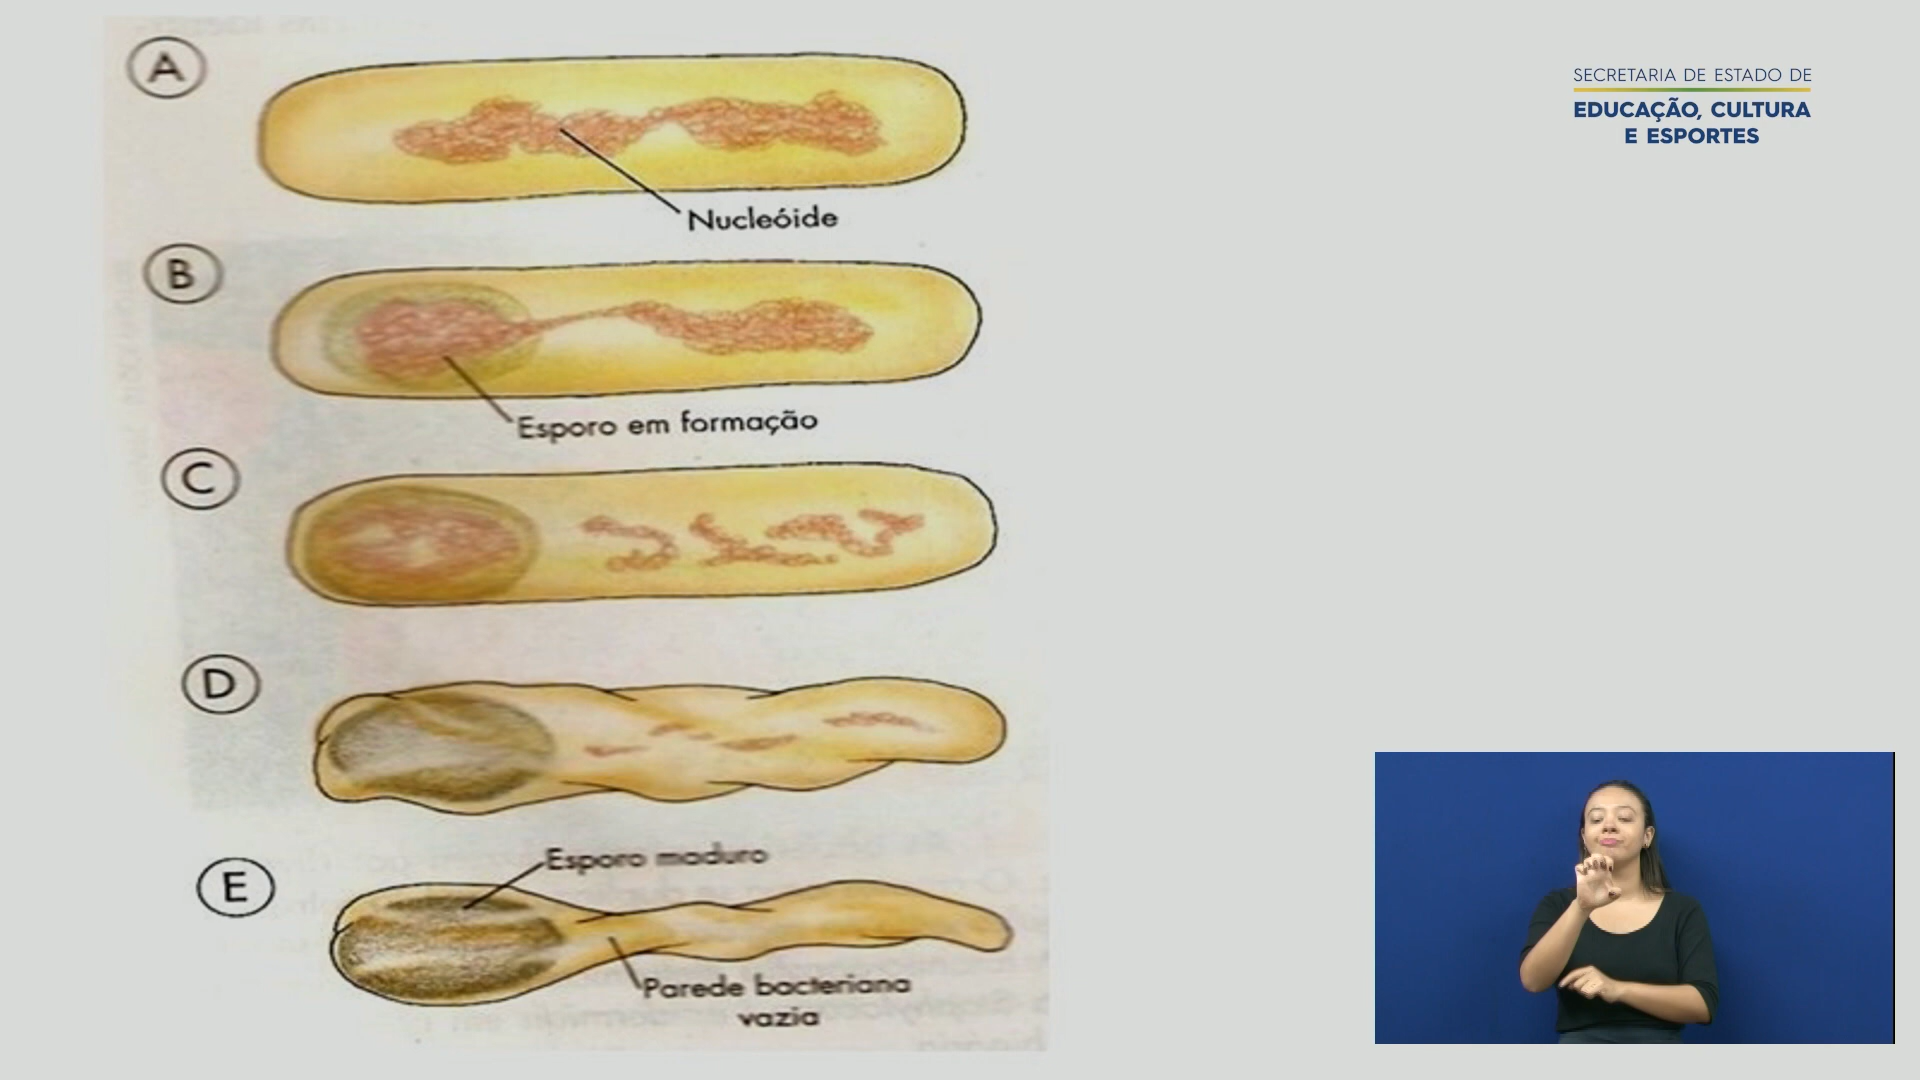 A
Nucleóide
B
Esporo em formação
C
D
Esporo maduro
E
Parede bacteriana
vazia
SECRETARIA DE ESTADO DE
EDUCAÇÃO, CULTURA
E ESPORTES